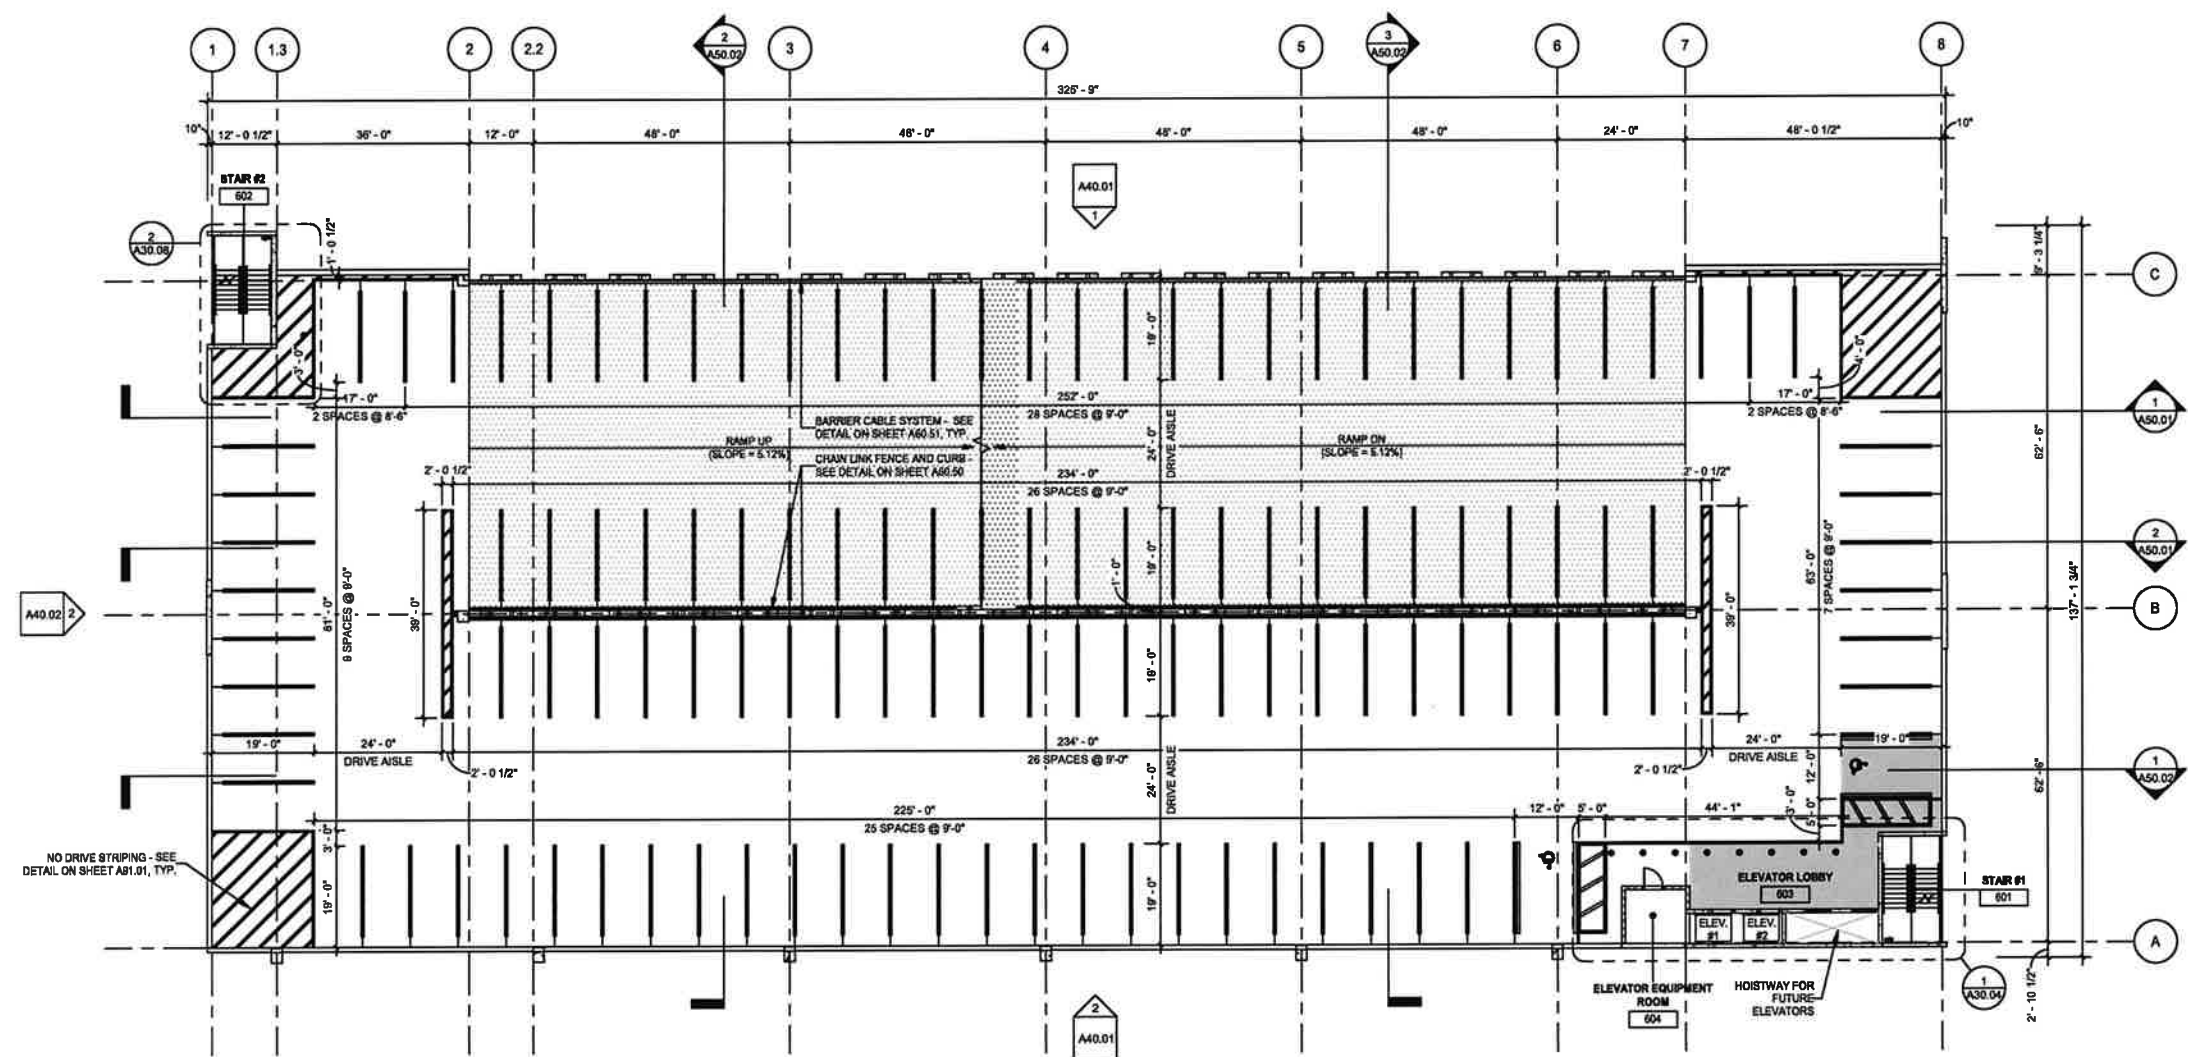 1
1.3
2
2.2
2
A50.02
3
4
5
3
A50.02
6
7
8
325' - 9"
10"
12' - 0 1/2"
36' - 0"
12' - 0"
48' - 0"
48' - 0"
48' - 0"
48' - 0"
24' - 0"
48' - 0 1/2"
10"
STAIR #2
602
A40.01
1
2
A30.08
1' - 0 1/2"
9' - 3 1/4"
C
3' - 0"
19' - 0"
4' - 0"
17' - 0"
2 SPACES @ 8'-6"
252' - 0"
28 SPACES @ 9'-0"
17' - 0"
2 SPACES @ 8'-6"
1
A50.01
BARRIER CABLE SYSTEM - SEE
DETAIL ON SHEET A60.51, TYP.
RAMP UP
(SLOPE = 5.12%)
24' - 0"
DRIVE AISLE
RAMP DN
(SLOPE = 5.12%)
62' - 6"
CHAIN LINK FENCE AND CURB -
SEE DETAIL ON SHEET A60.50
2' - 0 1/2"
234' - 0"
26 SPACES @ 9'-0"
2' - 0 1/2"
2
A50.01
81' - 0"
9 SPACES @ 9'-0"
39' - 0"
19' - 0"
1' - 0"
39' - 0"
63' - 0"
7 SPACES @ 9'-0"
137' - 1 3/4"
A40.02
2
B
19' - 0"
19' - 0"
24' - 0"
DRIVE AISLE
2' - 0 1/2"
234' - 0"
26 SPACES @ 9'-0"
24' - 0"
DRIVE AISLE
2' - 0 1/2"
24' - 0"
DRIVE AISLE
19' - 0"
12' - 0"
1
A50.02
62' - 6"
225' - 0"
25 SPACES @ 9'-0"
12' - 0"
5' - 0"
44' - 1"
3' - 0"
5' - 0"
NO DRIVE STRIPING - SEE
DETAIL ON SHEET A91.01, TYP.
3' - 0"
19' - 0"
19' - 0"
ELEVATOR LOBBY
603
STAIR #1
601
ELEV.
#1
ELEV.
#2
A
ELEVATOR EQUIPMENT
ROOM
604
HOISTWAY FOR
FUTURE
ELEVATORS
1
A30.04
2' - 10 1/2"
2
A40.01